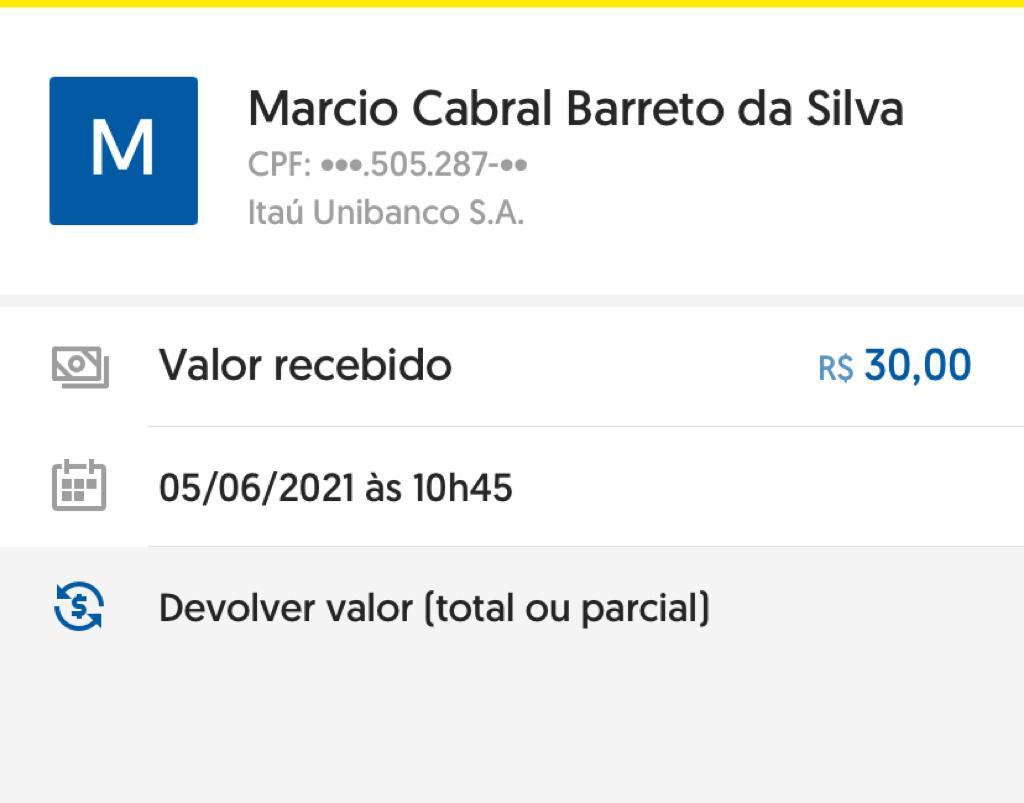 M
Marcio Cabral Barreto da Silva
CPF: •••.505.287-••
Itaú Unibanco S.A.
Valor recebido R$ 30,00
05/06/2021 às 10h45
Devolver valor (total ou parcial)